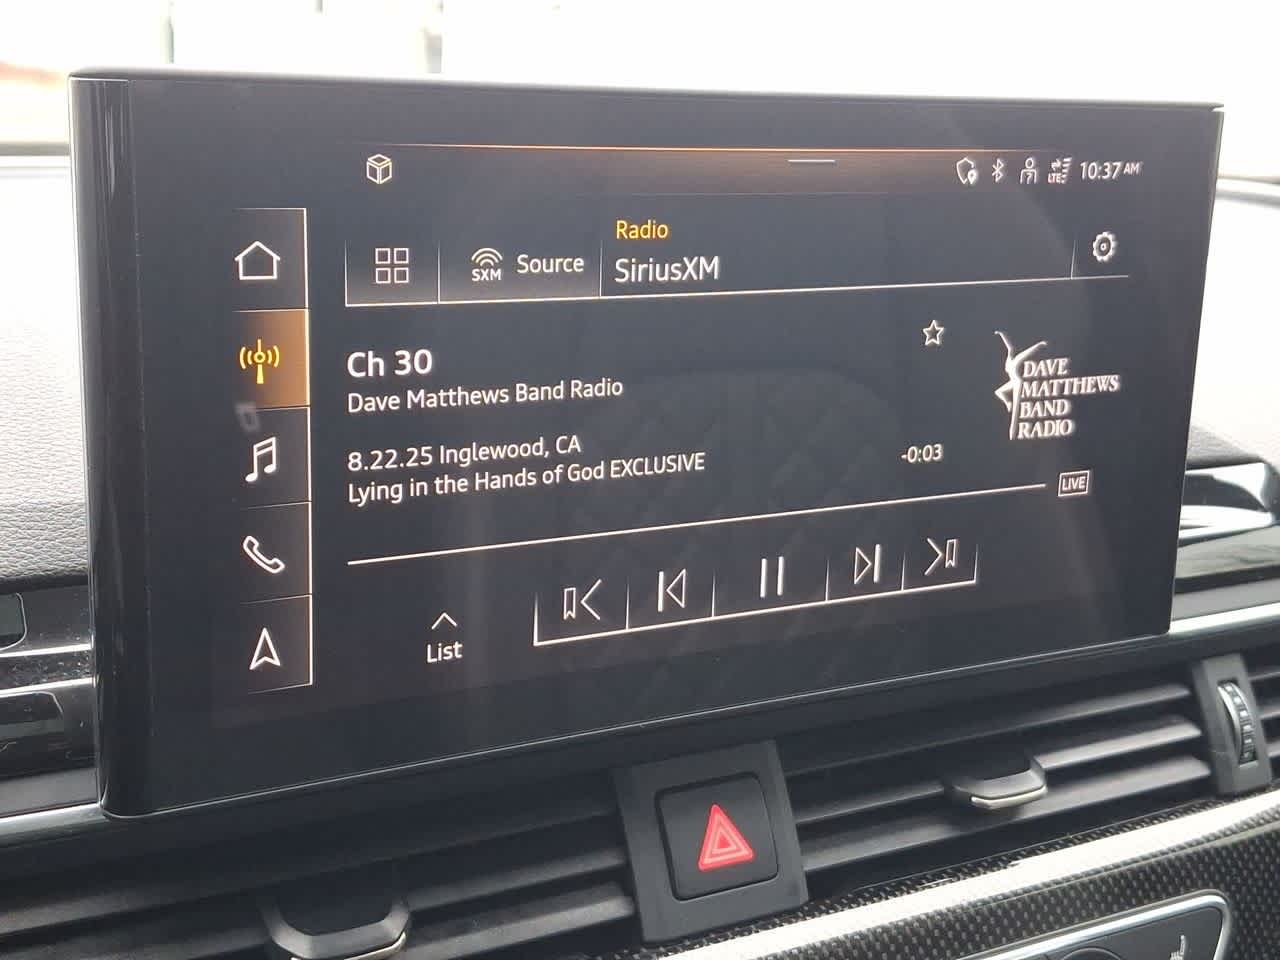 LTE
10:37 AM
Radio
SXM Source
SiriusXM
Ch 30
Dave Matthews Band Radio
DAVE
MATTHEWS
BAND
RADIO
8.22.25 Inglewood, CA
Lying in the Hands of God EXCLUSIVE
-0:03
LIVE
List